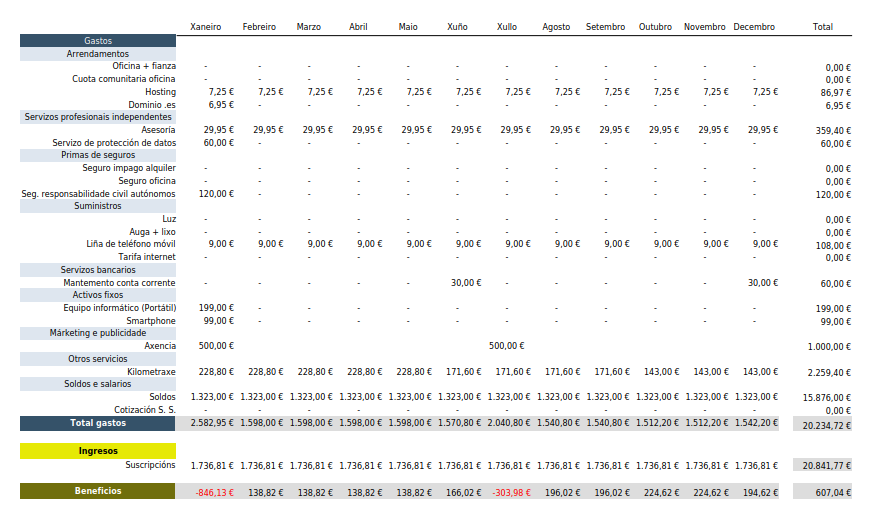 Xaneiro Febreiro Marzo Abril Maio Xuño Xullo Agosto Setembro Outubro Novembro Decembro Total
Gastos
Arrendamentos
Oficina + fianza - - - - - - - - - - - - 0,00 €
Cuota comunitaria oficina - - - - - - - - - - - - 0,00 €
Hosting 7,25 € 7,25 € 7,25 € 7,25 € 7,25 € 7,25 € 7,25 € 7,25 € 7,25 € 7,25 € 7,25 € 7,25 € 86,97 €
Dominio .es 6,95 € - - - - - - - - - - - 6,95 €
Servizos profesionais independentes
Asesoría 29,95 € 29,95 € 29,95 € 29,95 € 29,95 € 29,95 € 29,95 € 29,95 € 29,95 € 29,95 € 29,95 € 29,95 € 359,40 €
Servizo de protección de datos 60,00 € - - - - - - - - - - - 60,00 €
Primas de seguros
Seguro impago alquiler - - - - - - - - - - - - 0,00 €
Seguro oficina - - - - - - - - - - - - 0,00 €
Seg. responsabilidade civil autónomos 120,00 € - - - - - - - - - - - 120,00 €
Suministros
Luz - - - - - - - - - - - - 0,00 €
Auga + lixo - - - - - - - - - - - - 0,00 €
Liña de teléfono móvil 9,00 € 9,00 € 9,00 € 9,00 € 9,00 € 9,00 € 9,00 € 9,00 € 9,00 € 9,00 € 9,00 € 9,00 € 108,00 €
Tarifa internet - - - - - - - - - - - - 0,00 €
Servizos bancarios
Mantemento conta corrente - - - - - 30,00 € - - - - - 30,00 € 60,00 €
Activos fixos
Equipo informático (Portátil) 199,00 € - - - - - - - - - - - 199,00 €
Smartphone 99,00 € - - - - - - - - - - - 99,00 €
Márketing e publicidade
Axencia 500,00 € 500,00 € 1.000,00 €
Otros servicios
Kilometraxe 228,80 € 228,80 € 228,80 € 228,80 € 228,80 € 171,60 € 171,60 € 171,60 € 171,60 € 143,00 € 143,00 € 143,00 € 2.259,40 €
Soldos e salarios
Soldos 1.323,00 € 1.323,00 € 1.323,00 € 1.323,00 € 1.323,00 € 1.323,00 € 1.323,00 € 1.323,00 € 1.323,00 € 1.323,00 € 1.323,00 € 1.323,00 € 15.876,00 €
Cotización S. S. - - - - - - - - - - - - 0,00 €
Total gastos 2.582,95 € 1.598,00 € 1.598,00 € 1.598,00 € 1.598,00 € 1.570,80 € 2.040,80 € 1.540,80 € 1.540,80 € 1.512,20 € 1.512,20 € 1.542,20 € 20.234,72 €
Ingresos
Suscripcións 1.736,81 € 1.736,81 € 1.736,81 € 1.736,81 € 1.736,81 € 1.736,81 € 1.736,81 € 1.736,81 € 1.736,81 € 1.736,81 € 1.736,81 € 1.736,81 € 20.841,77 €
Beneficios -846,13 € 138,82 € 138,82 € 138,82 € 138,82 € 166,02 € -303,98 € 196,02 € 196,02 € 224,62 € 224,62 € 194,62 € 607,04 €